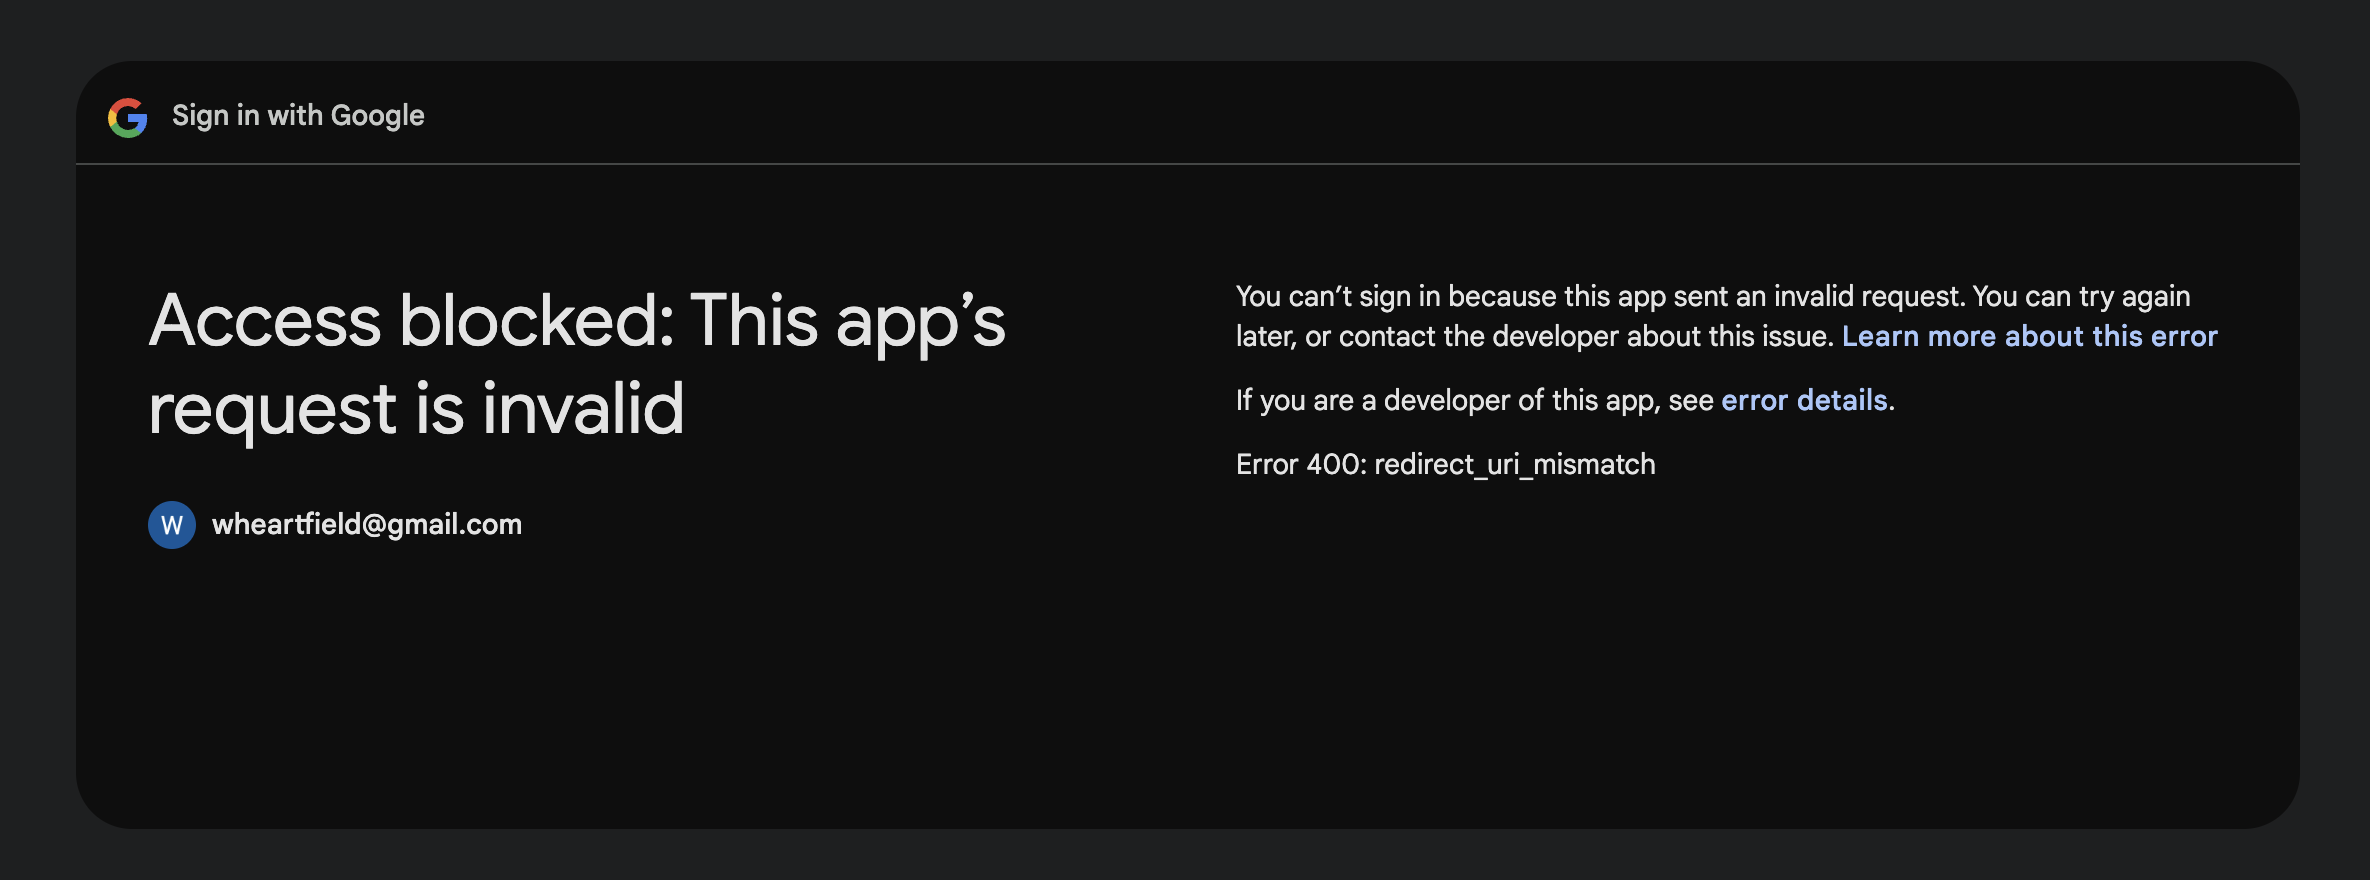 Sign in with Google
Access blocked: This app’s
request is invalid
W wheartfield@gmail.com
You can’t sign in because this app sent an invalid request. You can try again
later, or contact the developer about this issue. Learn more about this error
If you are a developer of this app, see error details.
Error 400: redirect_uri_mismatch